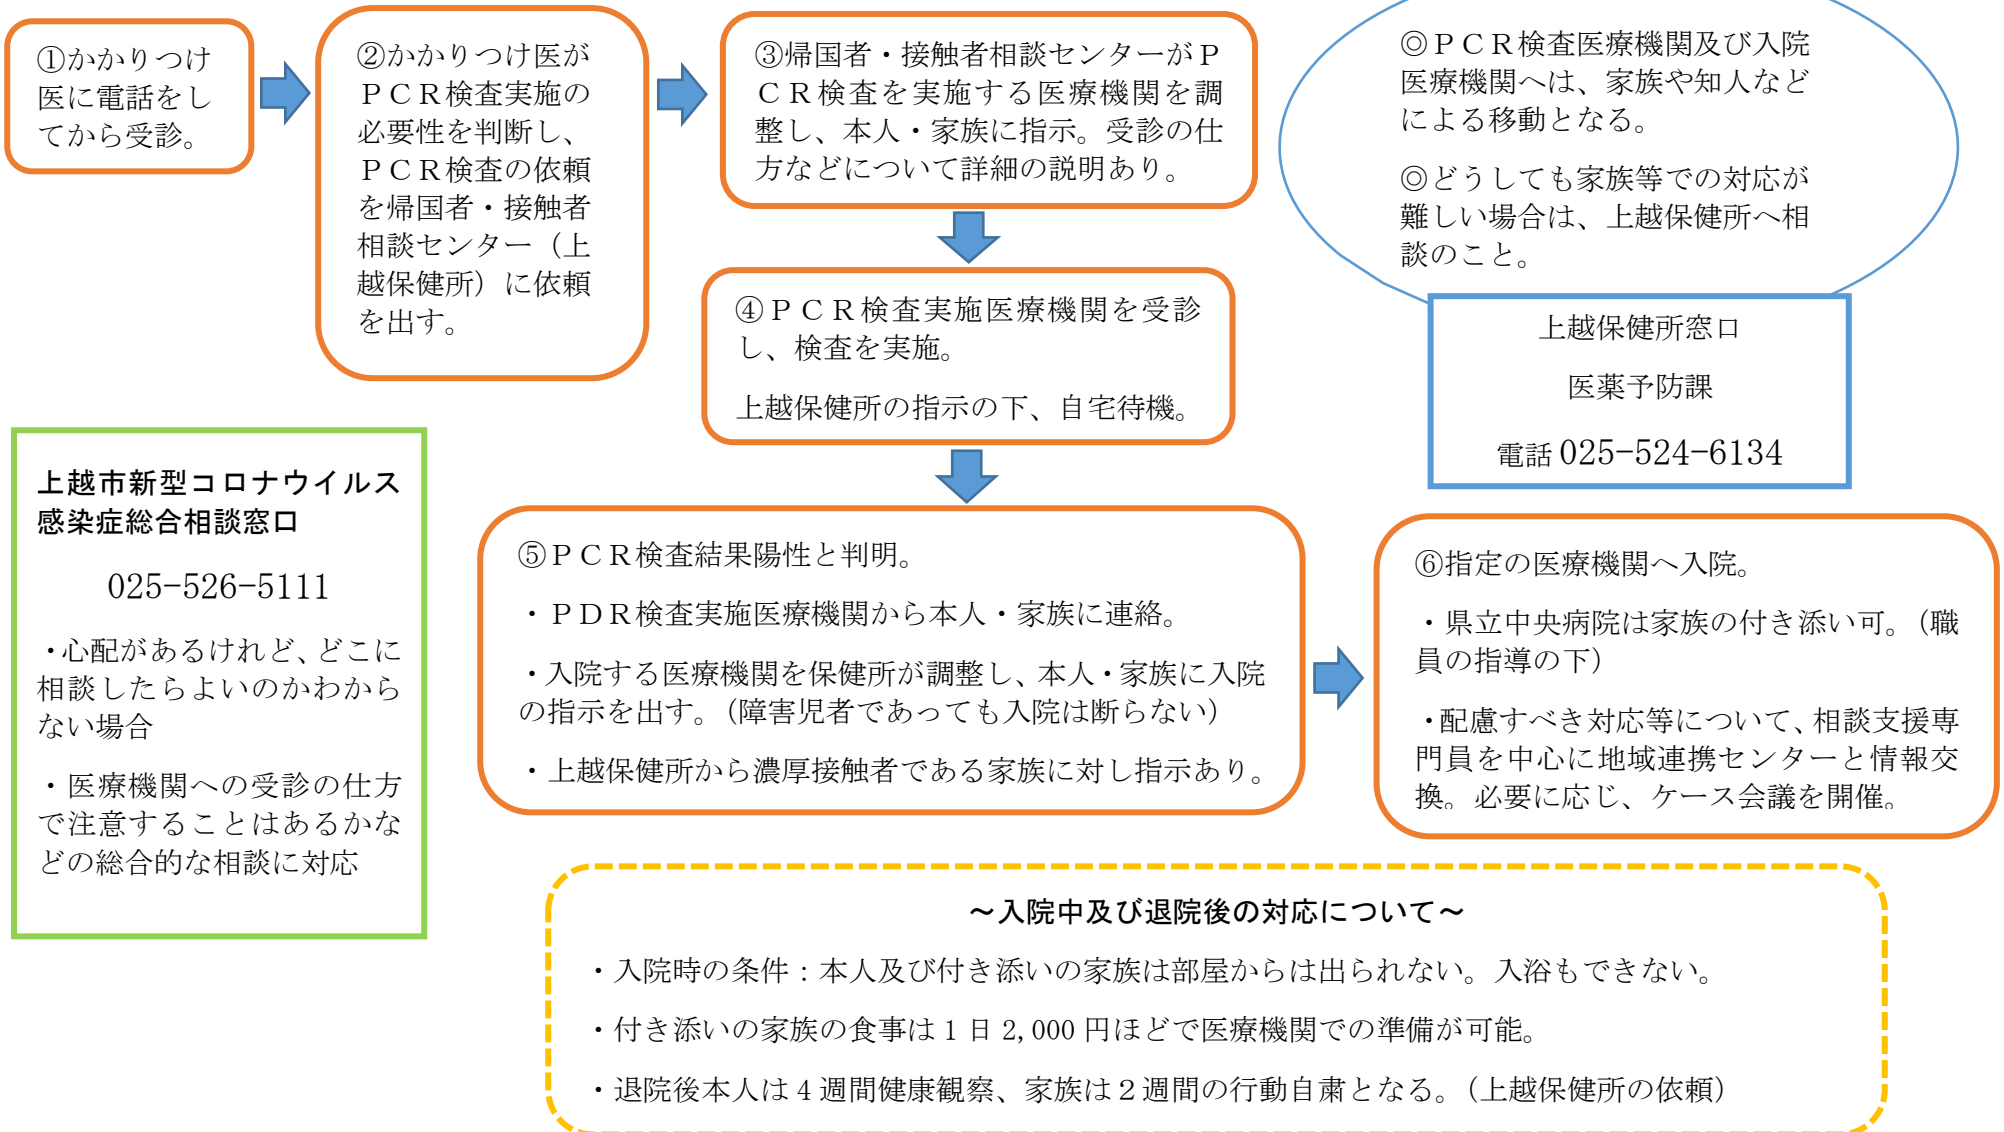 ①かかりつけ
医に電話をし
てから受診。
②かかりつけ医が
ＰＣＲ検査実施の
必要性を判断し、
ＰＣＲ検査の依頼
を帰国者・接触者
相談センター（上
越保健所）に依頼
を出す。
③帰国者・接触者相談センターがＰ
ＣＲ検査を実施する医療機関を調
整し、本人・家族に指示。受診の仕
方などについて詳細の説明あり。
◎ＰＣＲ検査医療機関及び入院
医療機関へは、家族や知人など
による移動となる。
◎どうしても家族等での対応が
難しい場合は、上越保健所へ相
談のこと。
上越保健所窓口
医薬予防課
電話 025-524-6134
④ＰＣＲ検査実施医療機関を受診
し、検査を実施。
上越保健所の指示の下、自宅待機。
上越市新型コロナウイルス
感染症総合相談窓口
025-526-5111
・心配があるけれど、どこに
相談したらよいのかわから
ない場合
・医療機関への受診の仕方
で注意することはあるかな
どの総合的な相談に対応
⑤ＰＣＲ検査結果陽性と判明。
・ＰＤＲ検査実施医療機関から本人・家族に連絡。
・入院する医療機関を保健所が調整し、本人・家族に入院
の指示を出す。（障害児者であっても入院は断らない）
・上越保健所から濃厚接触者である家族に対し指示あり。
⑥指定の医療機関へ入院。
・県立中央病院は家族の付き添い可。（職
員の指導の下）
・配慮すべき対応等について、相談支援専
門員を中心に地域連携センターと情報交
換。必要に応じ、ケース会議を開催。
～入院中及び退院後の対応について～
・入院時の条件：本人及び付き添いの家族は部屋からは出られない。入浴もできない。
・付き添いの家族の食事は 1 日 2,000 円ほどで医療機関での準備が可能。
・退院後本人は 4 週間健康観察、家族は２週間の行動自粛となる。（上越保健所の依頼）